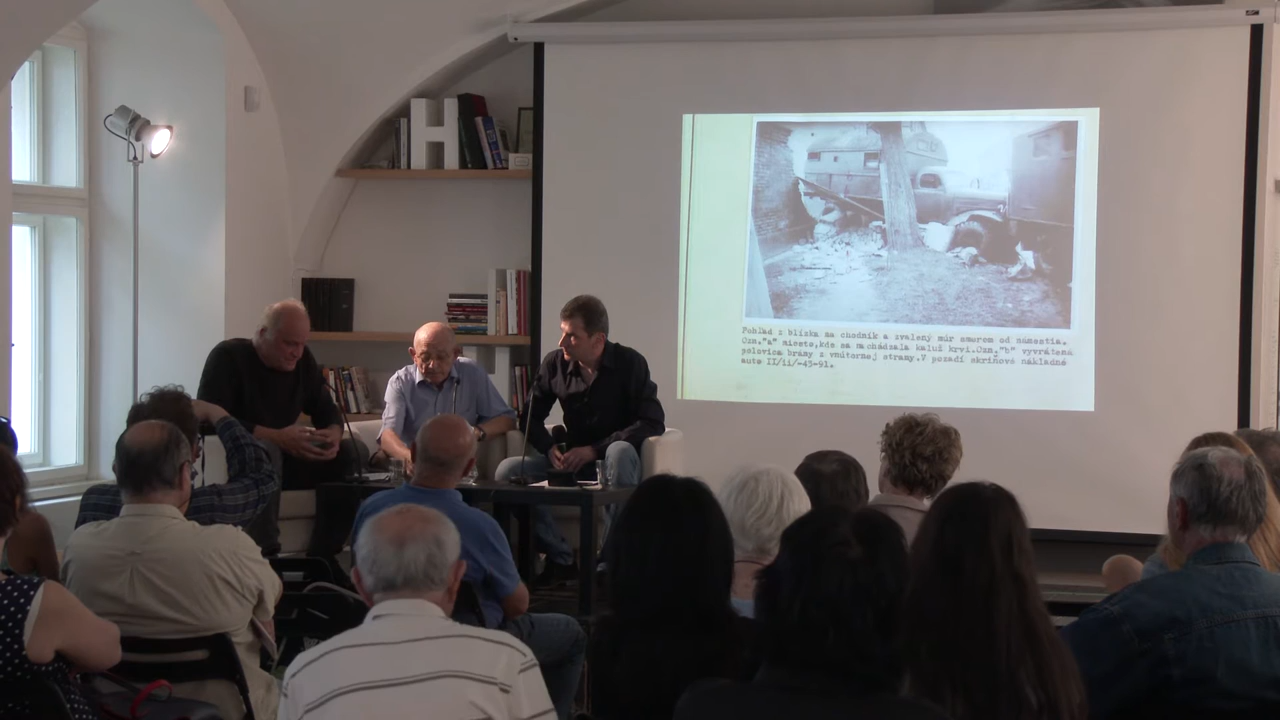 H
Pohľad z blízka na chodník a zvalený múr smerom od námestia.
Ozn."a" miesto,kde sa nachádzala kaluž krvi.Ozn."b" vyvrátená
polovica brány z vnútornej strany.V pozadí skriňové nákladné
auto II/ii/-45-91.